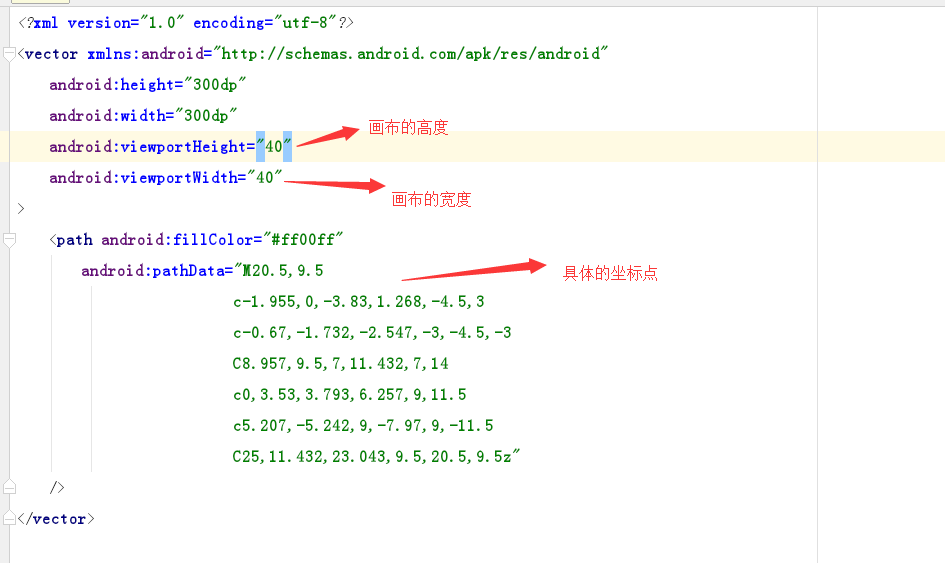 <?xml version="1.0" encoding="utf-8"?>
<vector xmlns:android="http://schemas.android.com/apk/res/android"
android:height="300dp"
android:width="300dp"
画布的高度
android:viewportHeight="40"
android:viewportWidth="40"
画布的宽度
>
<path android:fillColor="#ff00ff"
android:pathData="M20.5,9.5
具体的坐标点
c-1.955,0,-3.83,1.268,-4.5,3
c-0.67,-1.732,-2.547,-3,-4.5,-3
C8.957,9.5,7,11.432,7,14
c0,3.53,3.793,6.257,9,11.5
c5.207,-5.242,9,-7.97,9,-11.5
C25,11.432,23.043,9.5,20.5,9.5z"
/>
</vector>